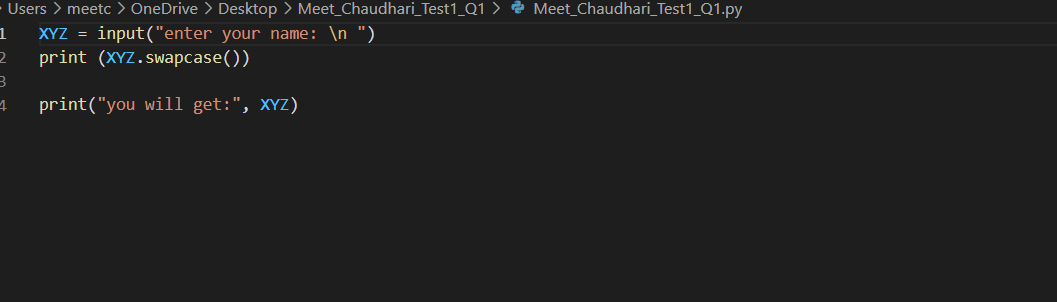 Users > meetc > OneDrive > Desktop > Meet_Chaudhari_Test1_Q1 > Meet_Chaudhari_Test1_Q1.py
1 XYZ = input("enter your name: \n ")
2 print (XYZ.swapcase())
3
4 print("you will get:", XYZ)